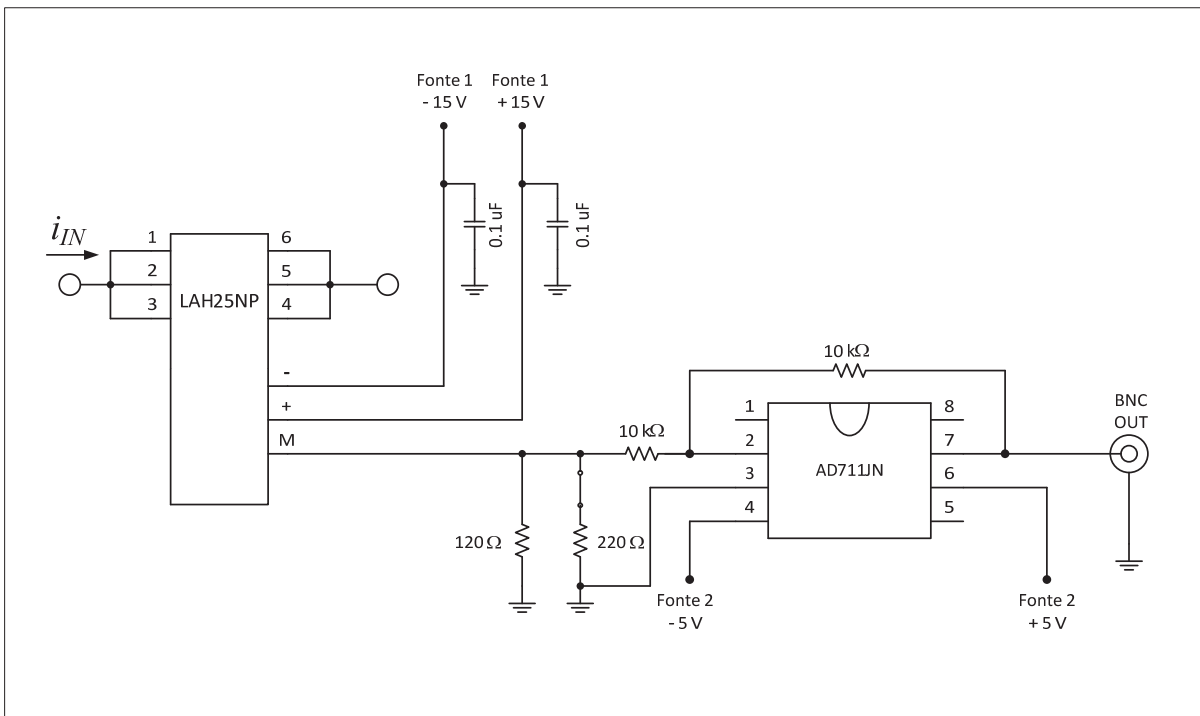 Fonte 1
- 15 V
Fonte 1
+ 15 V
0.1 uF
0.1 uF
i_IN
1
2
3
LAH25NP
6
5
4
-
+
M
10 kΩ
10 kΩ
120 Ω
220 Ω
1
2
3
4
AD711JN
8
7
6
5
BNC
OUT
Fonte 2
- 5 V
Fonte 2
+ 5 V